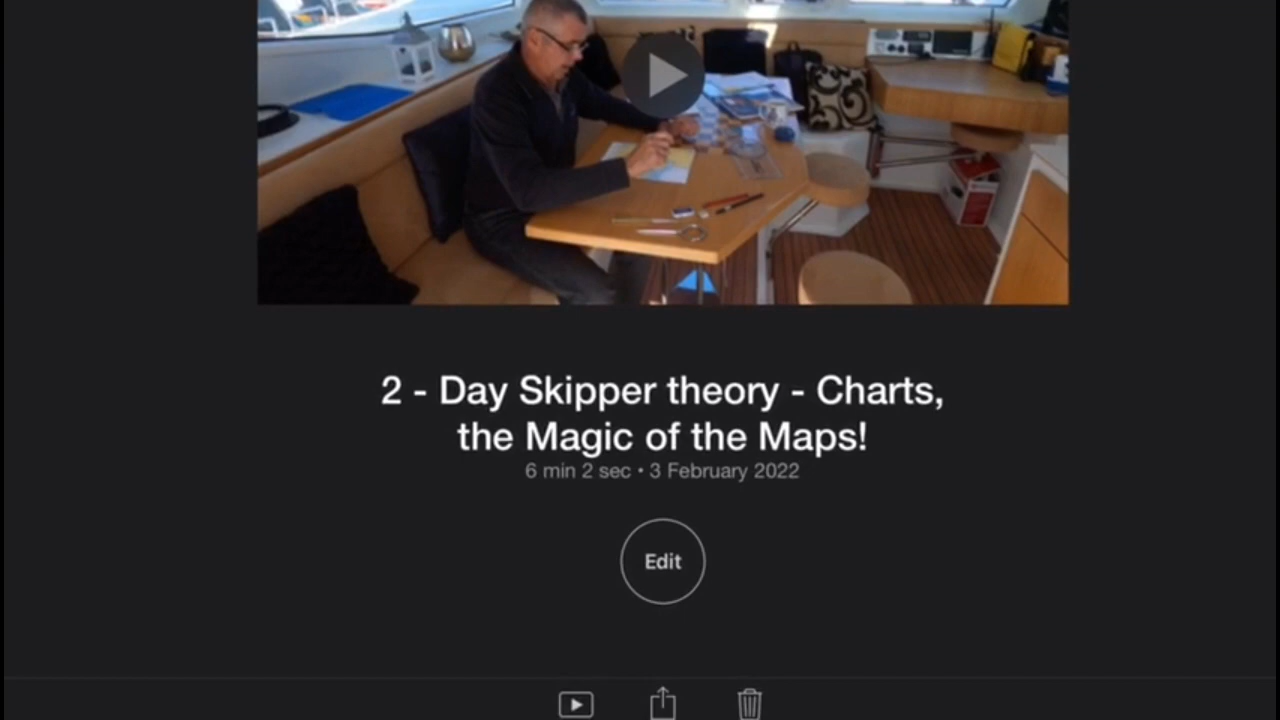 2 - Day Skipper theory - Charts,
the Magic of the Maps!
6 min 2 sec • 3 February 2022
Edit